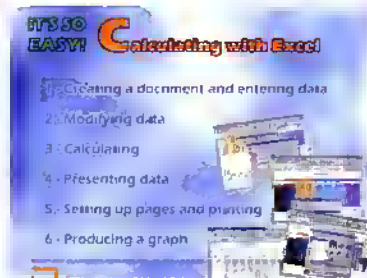 IT'S SO
EASY!
Calculating with Excel
1 - Creating a document and entering data
2 - Modifying data
3 - Calculating
4 - Presenting data
5 - Setting up pages and printing
6 - Producing a graph